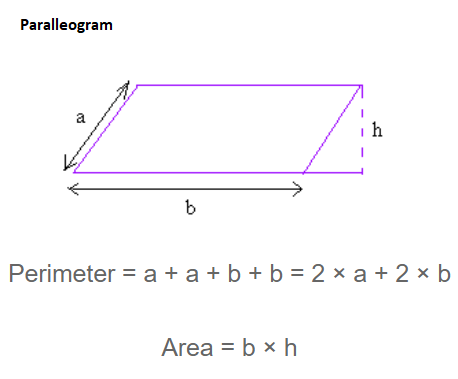 Paralleogram
a
h
b
Perimeter = a + a + b + b = 2 × a + 2 × b
Area = b × h